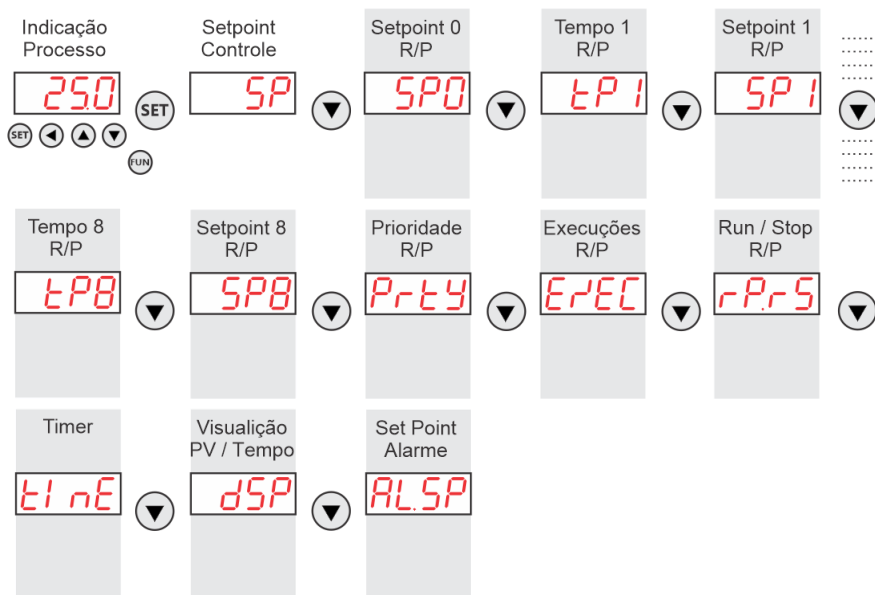 Indicação
Processo
Setpoint
Controle
Setpoint 0
R/P
Tempo 1
R/P
Setpoint 1
R/P
25.0
SET
SP
SP0
tP1
SP1
SET
FUN
Tempo 8
R/P
Setpoint 8
R/P
Prioridade
R/P
Execuções
R/P
Run / Stop
R/P
tP8
SP8
PrtY
ErEC
rP.rS
Timer
Visualição
PV / Tempo
Set Point
Alarme
tInE
dSP
AL.SP